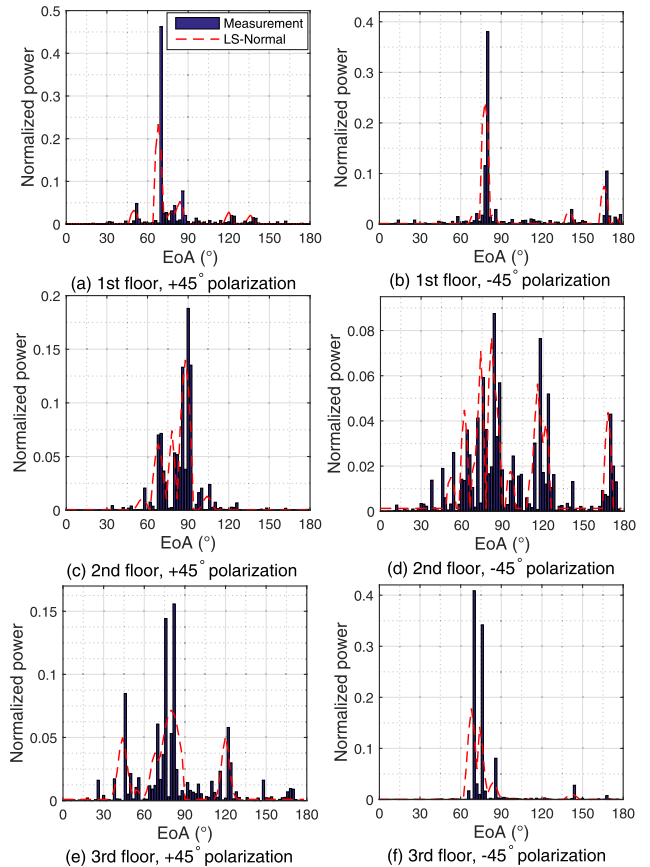 0.5
0.4
0.3
0.2
0.1
0
Normalized power
Measurement
LS-Normal
0 30 60 90 120 150 180
EoA (°)
(a) 1st floor, +45° polarization
0.4
0.3
0.2
0.1
0
Normalized power
0 30 60 90 120 150 180
EoA (°)
(b) 1st floor, -45° polarization
0.2
0.15
0.1
0.05
0
Normalized power
0 30 60 90 120 150 180
EoA (°)
(c) 2nd floor, +45° polarization
0.08
0.06
0.04
0.02
0
Normalized power
0 30 60 90 120 150 180
EoA (°)
(d) 2nd floor, -45° polarization
0.15
0.1
0.05
0
Normalized power
0 30 60 90 120 150 180
EoA (°)
(e) 3rd floor, +45° polarization
0.4
0.3
0.2
0.1
0
Normalized power
0 30 60 90 120 150 180
EoA (°)
(f) 3rd floor, -45° polarization